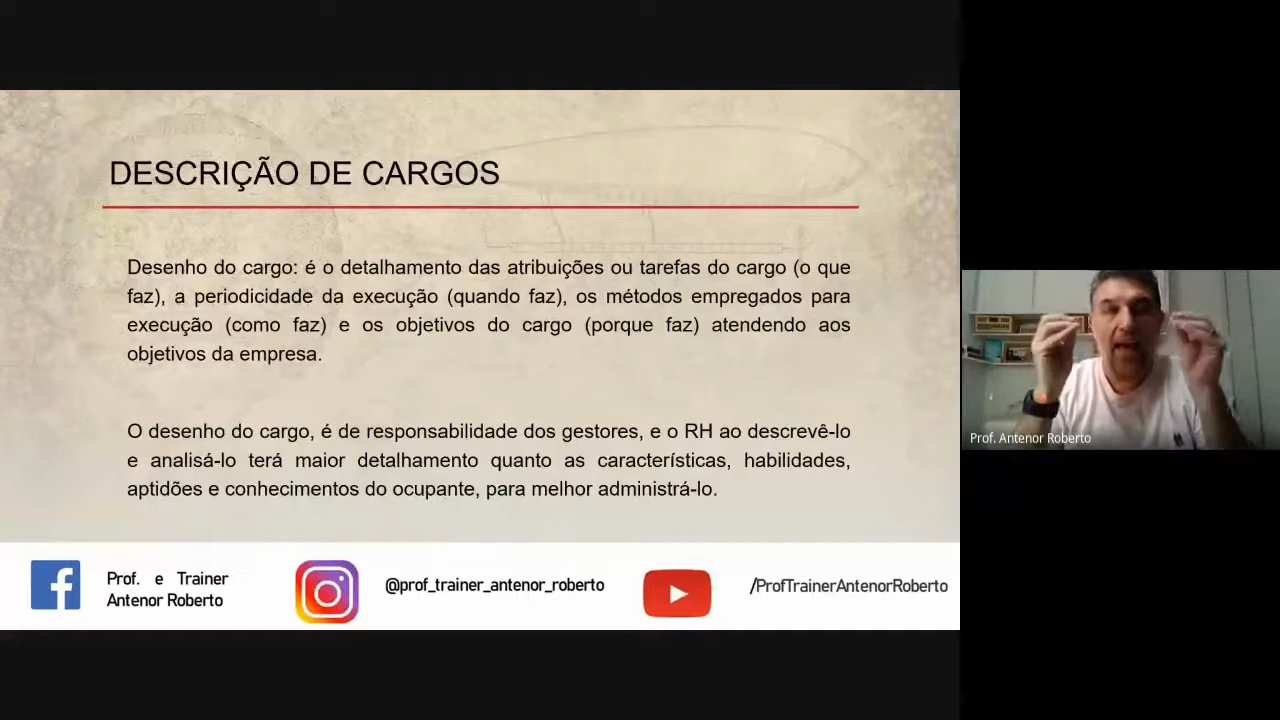 DESCRIÇÃO DE CARGOS
Desenho do cargo: é o detalhamento das atribuições ou tarefas do cargo (o que
faz), a periodicidade da execução (quando faz), os métodos empregados para
execução (como faz) e os objetivos do cargo (porque faz) atendendo aos
objetivos da empresa.
O desenho do cargo, é de responsabilidade dos gestores, e o RH ao descrevê-lo
e analisá-lo terá maior detalhamento quanto as características, habilidades,
aptidões e conhecimentos do ocupante, para melhor administrá-lo.
Prof. e Trainer
Antenor Roberto
@prof_trainer_antenor_roberto
/ProfTrainerAntenorRoberto
Prof. Antenor Roberto